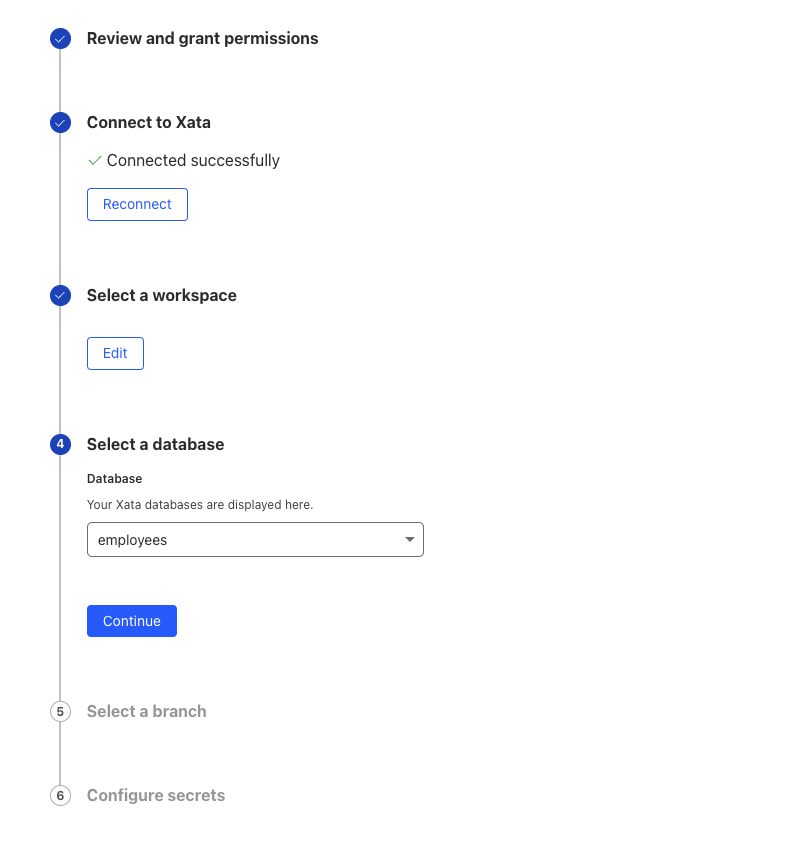 Review and grant permissions
Connect to Xata
Connected successfully
Reconnect
Select a workspace
Edit
4 Select a database
Database
Your Xata databases are displayed here.
employees
Continue
5 Select a branch
6 Configure secrets